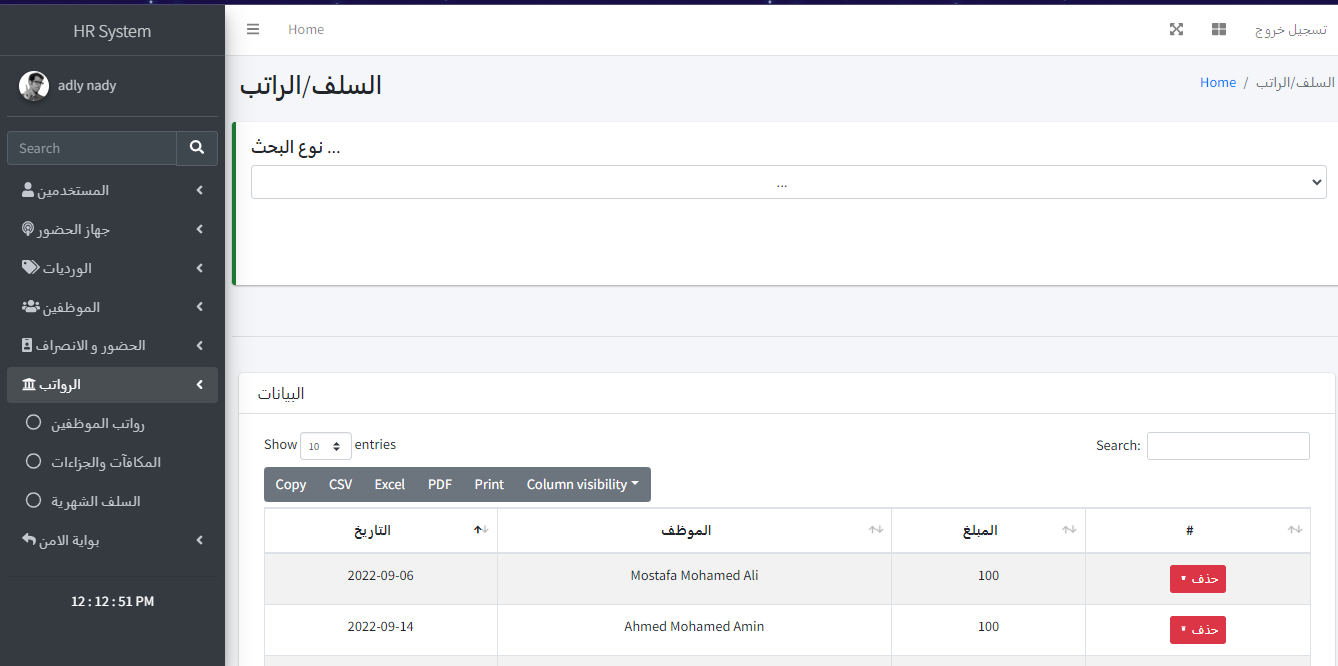 HR System
adly nady
Search
المستخدمين
جهاز الحضور
الورديات
الموظفين
الحضور و الانصراف
الرواتب
رواتب الموظفين
المكافآت والجزاءات
السلف الشهرية
بوابة الامن
12 : 12 : 51 PM
Home
تسجيل خروج
السلف/الراتب
Home / السلف/الراتب
نوع البحث ...
...
البيانات
Show 10 entries
Search:
Copy CSV Excel PDF Print Column visibility
التاريخ الموظف المبلغ #
2022-09-06 Mostafa Mohamed Ali 100 حذف
2022-09-14 Ahmed Mohamed Amin 100 حذف